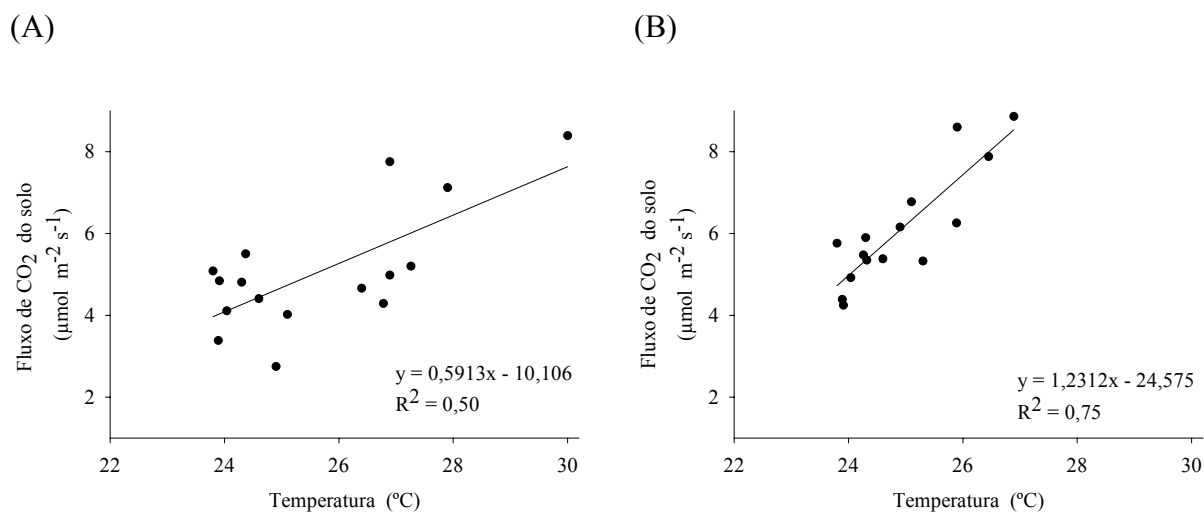 (A)
(B)
Fluxo de CO2 do solo
(µmol m-2 s-1)
8
6
4
2
y = 0,5913x - 10,106
R2 = 0,50
22 24 26 28 30
Temperatura (ºC)
Fluxo de CO2 do solo
(µmol m-2 s-1)
8
6
4
2
y = 1,2312x - 24,575
R2 = 0,75
22 24 26 28 30
Temperatura (ºC)